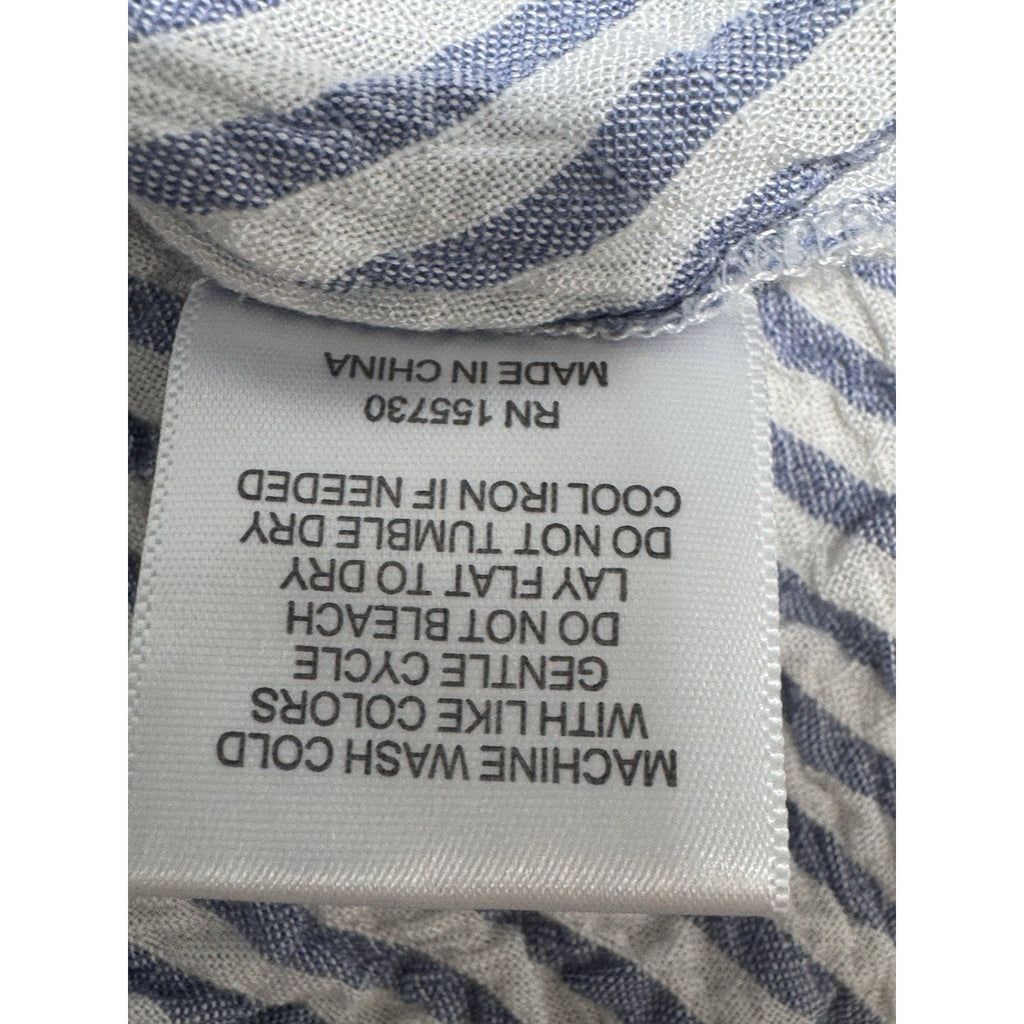 MACHINE WASH COLD
WITH LIKE COLORS
GENTLE CYCLE
DO NOT BLEACH
LAY FLAT TO DRY
DO NOT TUMBLE DRY
COOL IRON IF NEEDED
RN 155730
MADE IN CHINA